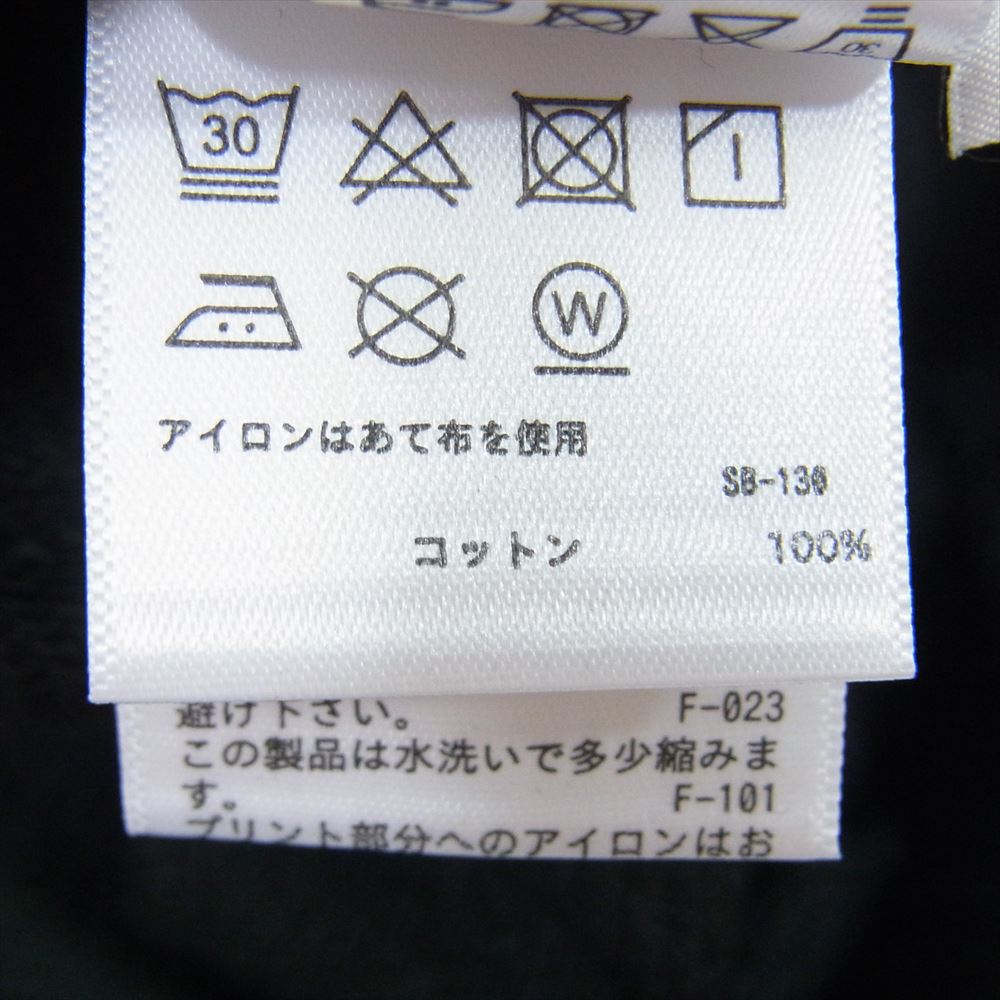 30
30
W
アイロンはあて布を使用
SB-130
コットン 100%
避け下さい。 F-023
この製品は水洗いで多少縮みま
す。 F-101
プリント部分へのアイロンはお